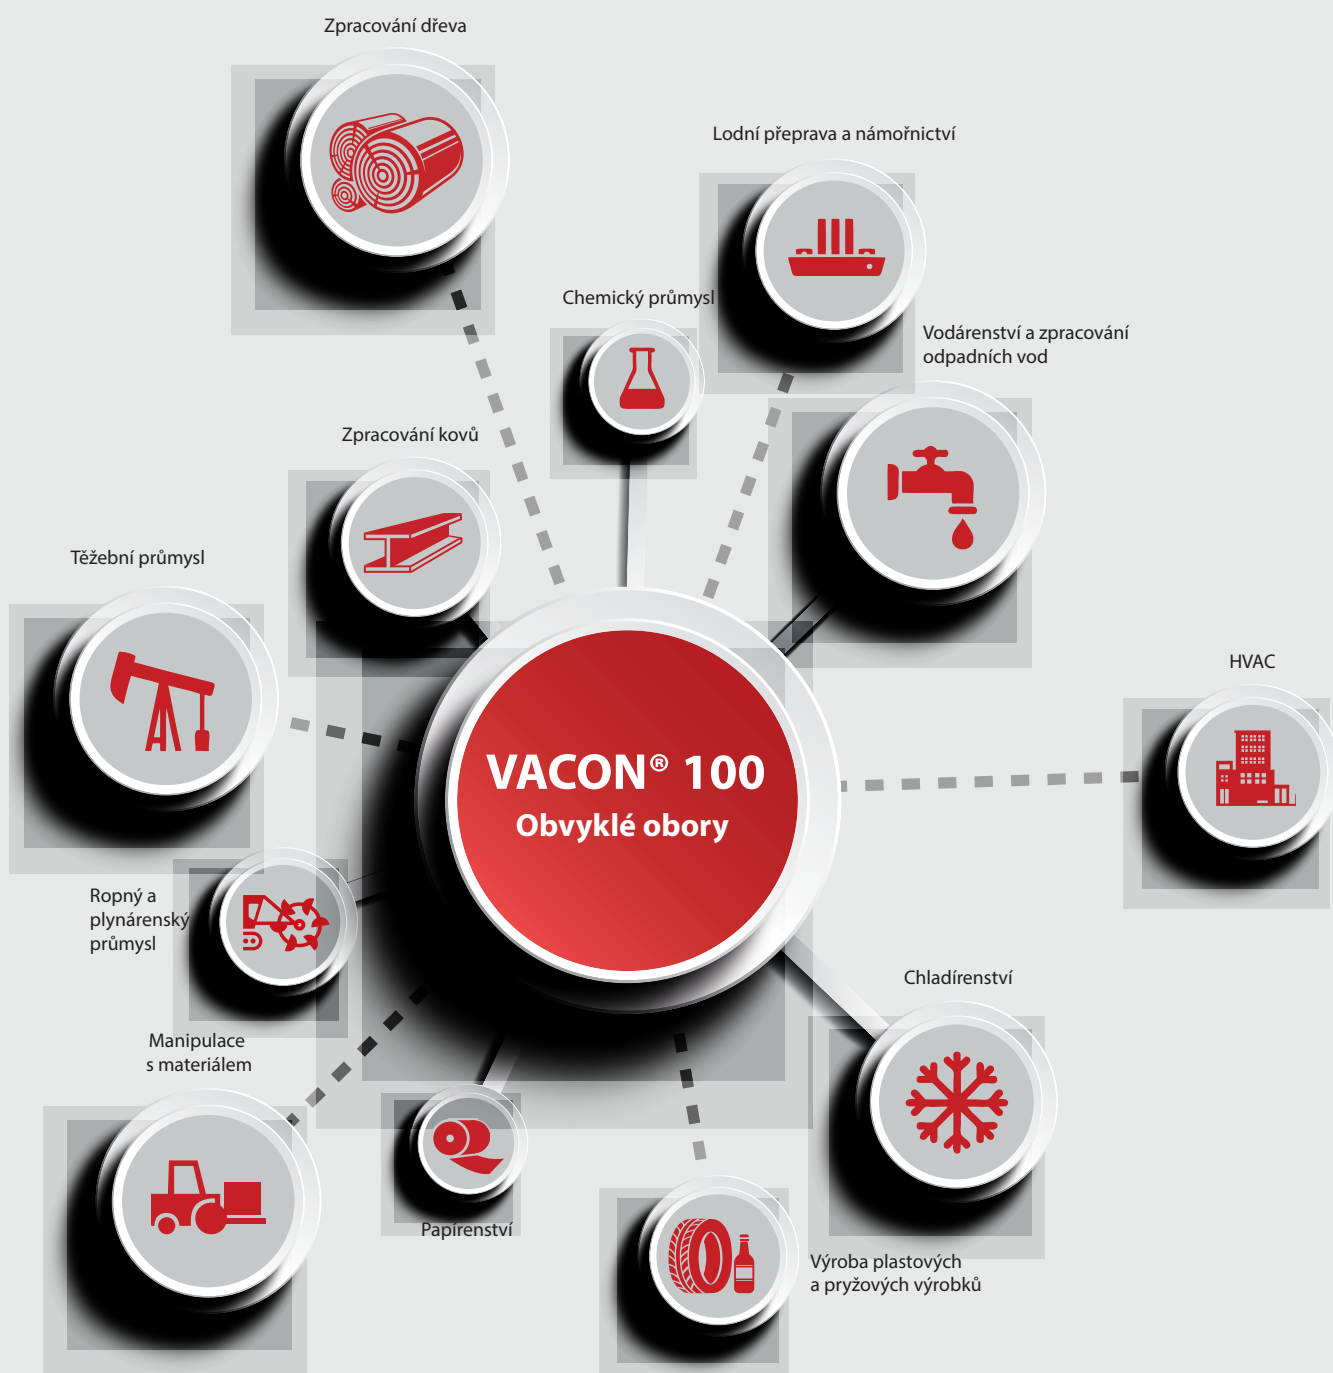 Zpracování dřeva
Lodní přeprava a námořnictví
Chemický průmysl
Vodárenství a zpracování
odpadních vod
Zpracování kovů
Těžební průmysl
HVAC
VACON® 100
Obvyklé obory
Ropný a
plynárenský
průmysl
Chladírenství
Manipulace
s materiálem
Papírenství
Výroba plastových
a pryžových výrobků